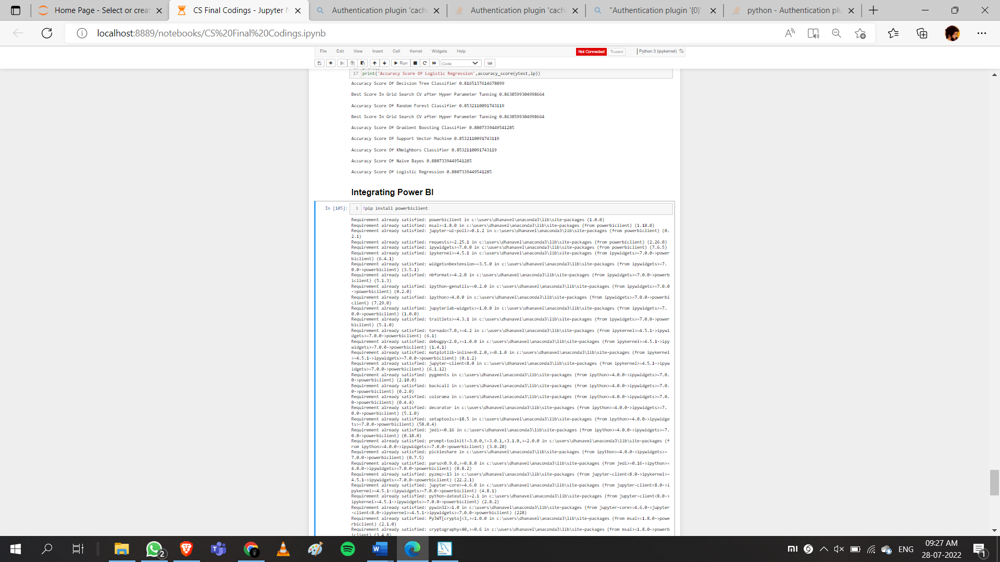 Home Page - Select or creat
CS Final Codings - Jupyter N
Authentication plugin 'cach
Authentication plugin 'cach
"Authentication plugin '{0}'
python - Authentication plu
localhost:8889/notebooks/CS%20Final%20Codings.ipynb
File Edit View Insert Cell Kernel Widgets Help
Not Connected Trusted Python 3 (ipykernel)
Run Code
17 print('Accuracy Score Of Logistic Regression',accuracy_score(ytest,lp))
Accuracy Score Of Decision Tree Classifier 0.8165137614678899
Best Score In Grid Search CV after Hyper Parameter Tunning 0.8638599304998664
Accuracy Score Of Random Forest Classifier 0.8532110091743119
Best Score In Grid Search CV after Hyper Parameter Tunning 0.8638599304998664
Accuracy Score Of Gradient Boosting Classifier 0.8807339449541285
Accuracy Score Of Support Vector Machine 0.8532110091743119
Accuracy Score Of KNeighbors Classifier 0.8532110091743119
Accuracy Score Of Naive Bayes 0.8807339449541285
Accuracy Score Of Logistic Regression 0.8807339449541285
Integrating Power BI
In [105]: 1 !pip install powerbiclient
Requirement already satisfied: powerbiclient in c:\users\dhanavel\anaconda3\lib\site-packages (1.0.0)
Requirement already satisfied: msal>=1.8.0 in c:\users\dhanavel\anaconda3\lib\site-packages (from powerbiclient) (1.18.0)
Requirement already satisfied: jupyter-ui-poll>=0.1.2 in c:\users\dhanavel\anaconda3\lib\site-packages (from powerbiclient) (0.
2.1)
Requirement already satisfied: requests>=2.25.1 in c:\users\dhanavel\anaconda3\lib\site-packages (from powerbiclient) (2.26.0)
Requirement already satisfied: ipywidgets>=7.0.0 in c:\users\dhanavel\anaconda3\lib\site-packages (from powerbiclient) (7.6.5)
Requirement already satisfied: ipykernel>=4.5.1 in c:\users\dhanavel\anaconda3\lib\site-packages (from ipywidgets>=7.0.0->power
biclient) (6.4.1)
Requirement already satisfied: widgetsnbextension~=3.5.0 in c:\users\dhanavel\anaconda3\lib\site-packages (from ipywidgets>=7.
0.0->powerbiclient) (3.5.1)
Requirement already satisfied: nbformat>=4.2.0 in c:\users\dhanavel\anaconda3\lib\site-packages (from ipywidgets>=7.0.0->powerb
iclient) (5.1.3)
Requirement already satisfied: ipython-genutils~=0.2.0 in c:\users\dhanavel\anaconda3\lib\site-packages (from ipywidgets>=7.0.0
->powerbiclient) (0.2.0)
Requirement already satisfied: ipython>=4.0.0 in c:\users\dhanavel\anaconda3\lib\site-packages (from ipywidgets>=7.0.0->powerbi
client) (7.29.0)
Requirement already satisfied: jupyterlab-widgets>=1.0.0 in c:\users\dhanavel\anaconda3\lib\site-packages (from ipywidgets>=7.
0.0->powerbiclient) (1.0.0)
Requirement already satisfied: traitlets>=4.3.1 in c:\users\dhanavel\anaconda3\lib\site-packages (from ipywidgets>=7.0.0->power
biclient) (5.1.0)
Requirement already satisfied: tornado<7.0,>=4.2 in c:\users\dhanavel\anaconda3\lib\site-packages (from ipykernel>=4.5.1->ipywi
dgets>=7.0.0->powerbiclient) (6.1)
Requirement already satisfied: debugpy<2.0,>=1.0.0 in c:\users\dhanavel\anaconda3\lib\site-packages (from ipykernel>=4.5.1->ipy
widgets>=7.0.0->powerbiclient) (1.4.1)
Requirement already satisfied: matplotlib-inline<0.2.0,>=0.1.0 in c:\users\dhanavel\anaconda3\lib\site-packages (from ipykernel
>=4.5.1->ipywidgets>=7.0.0->powerbiclient) (0.1.2)
Requirement already satisfied: jupyter-client<8.0 in c:\users\dhanavel\anaconda3\lib\site-packages (from ipykernel>=4.5.1->ipyw
idgets>=7.0.0->powerbiclient) (6.1.12)
Requirement already satisfied: pygments in c:\users\dhanavel\anaconda3\lib\site-packages (from ipython>=4.0.0->ipywidgets>=7.0.
0->powerbiclient) (2.10.0)
Requirement already satisfied: backcall in c:\users\dhanavel\anaconda3\lib\site-packages (from ipython>=4.0.0->ipywidgets>=7.0.
0->powerbiclient) (0.2.0)
Requirement already satisfied: colorama in c:\users\dhanavel\anaconda3\lib\site-packages (from ipython>=4.0.0->ipywidgets>=7.0.
0->powerbiclient) (0.4.4)
Requirement already satisfied: decorator in c:\users\dhanavel\anaconda3\lib\site-packages (from ipython>=4.0.0->ipywidgets>=7.
0.0->powerbiclient) (5.1.0)
Requirement already satisfied: setuptools>=18.5 in c:\users\dhanavel\anaconda3\lib\site-packages (from ipython>=4.0.0->ipywidge
ts>=7.0.0->powerbiclient) (58.0.4)
Requirement already satisfied: jedi>=0.16 in c:\users\dhanavel\anaconda3\lib\site-packages (from ipython>=4.0.0->ipywidgets>=7.
0.0->powerbiclient) (0.18.0)
Requirement already satisfied: prompt-toolkit!=3.0.0,!=3.0.1,<3.1.0,>=2.0.0 in c:\users\dhanavel\anaconda3\lib\site-packages (f
rom ipython>=4.0.0->ipywidgets>=7.0.0->powerbiclient) (3.0.20)
Requirement already satisfied: pickleshare in c:\users\dhanavel\anaconda3\lib\site-packages (from ipython>=4.0.0->ipywidgets>=
7.0.0->powerbiclient) (0.7.5)
Requirement already satisfied: parso<0.9.0,>=0.8.0 in c:\users\dhanavel\anaconda3\lib\site-packages (from jedi>=0.16->ipython>=
4.0.0->ipywidgets>=7.0.0->powerbiclient) (0.8.2)
Requirement already satisfied: pyzmq>=13 in c:\users\dhanavel\anaconda3\lib\site-packages (from jupyter-client<8.0->ipykernel>=
4.5.1->ipywidgets>=7.0.0->powerbiclient) (22.2.1)
Requirement already satisfied: jupyter-core>=4.6.0 in c:\users\dhanavel\anaconda3\lib\site-packages (from jupyter-client<8.0->i
pykernel>=4.5.1->ipywidgets>=7.0.0->powerbiclient) (4.8.1)
Requirement already satisfied: python-dateutil>=2.1 in c:\users\dhanavel\anaconda3\lib\site-packages (from jupyter-client<8.0->
ipykernel>=4.5.1->ipywidgets>=7.0.0->powerbiclient) (2.8.2)
Requirement already satisfied: pywin32>=1.0 in c:\users\dhanavel\anaconda3\lib\site-packages (from jupyter-core>=4.6.0->jupyter
-client<8.0->ipykernel>=4.5.1->ipywidgets>=7.0.0->powerbiclient) (228)
Requirement already satisfied: PyJWT[crypto]<3,>=1.0.0 in c:\users\dhanavel\anaconda3\lib\site-packages (from msal>=1.8.0->powe
rbiclient) (2.1.0)
Requirement already satisfied: cryptography<40,>=0.6 in c:\users\dhanavel\anaconda3\lib\site-packages (from msal>=1.8.0->powerb
iclient) (3.4.8)
2
ENG
09:27 AM
28-07-2022
1